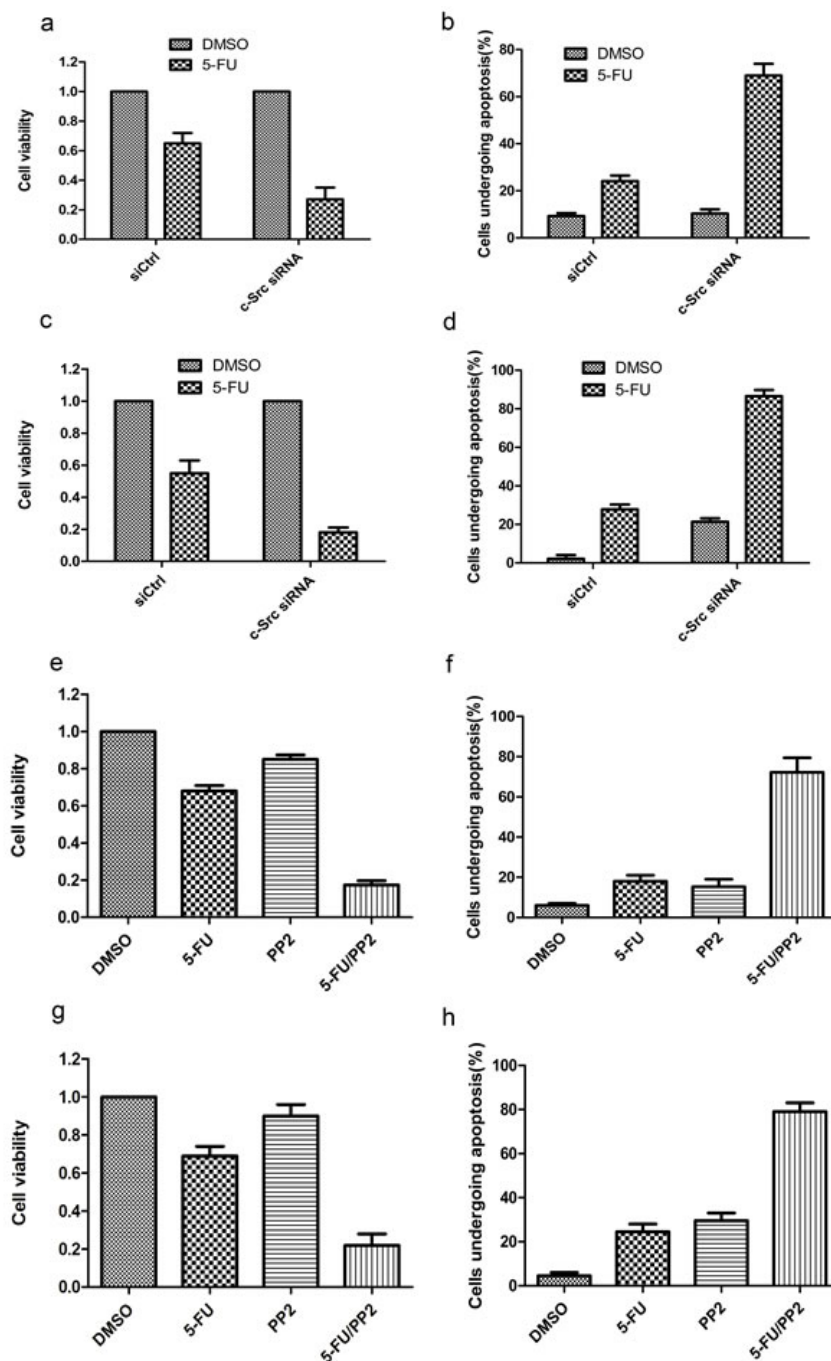 a
DMSO
5-FU
Cell viability
1.2
1.0
0.8
0.6
0.4
0.2
0.0
siCtrl
c-Src siRNA
b
DMSO
5-FU
Cells undergoing apoptosis(%)
80
60
40
20
0
siCtrl
c-Src siRNA
c
DMSO
5-FU
Cell viability
1.2
1.0
0.8
0.6
0.4
0.2
0.0
siCtrl
c-Src siRNA
d
DMSO
5-FU
Cells undergoing apoptosis(%)
100
80
60
40
20
0
siCtrl
c-Src siRNA
e
Cell viability
1.2
1.0
0.8
0.6
0.4
0.2
0.0
DMSO
5-FU
PP2
5-FU/PP2
f
Cells undergoing apoptosis(%)
100
80
60
40
20
0
DMSO
5-FU
PP2
5-FU/PP2
g
Cell viability
1.2
1.0
0.8
0.6
0.4
0.2
0.0
DMSO
5-FU
PP2
5-FU/PP2
h
Cells undergoing apoptosis(%)
100
80
60
40
20
0
DMSO
5-FU
PP2
5-FU/PP2